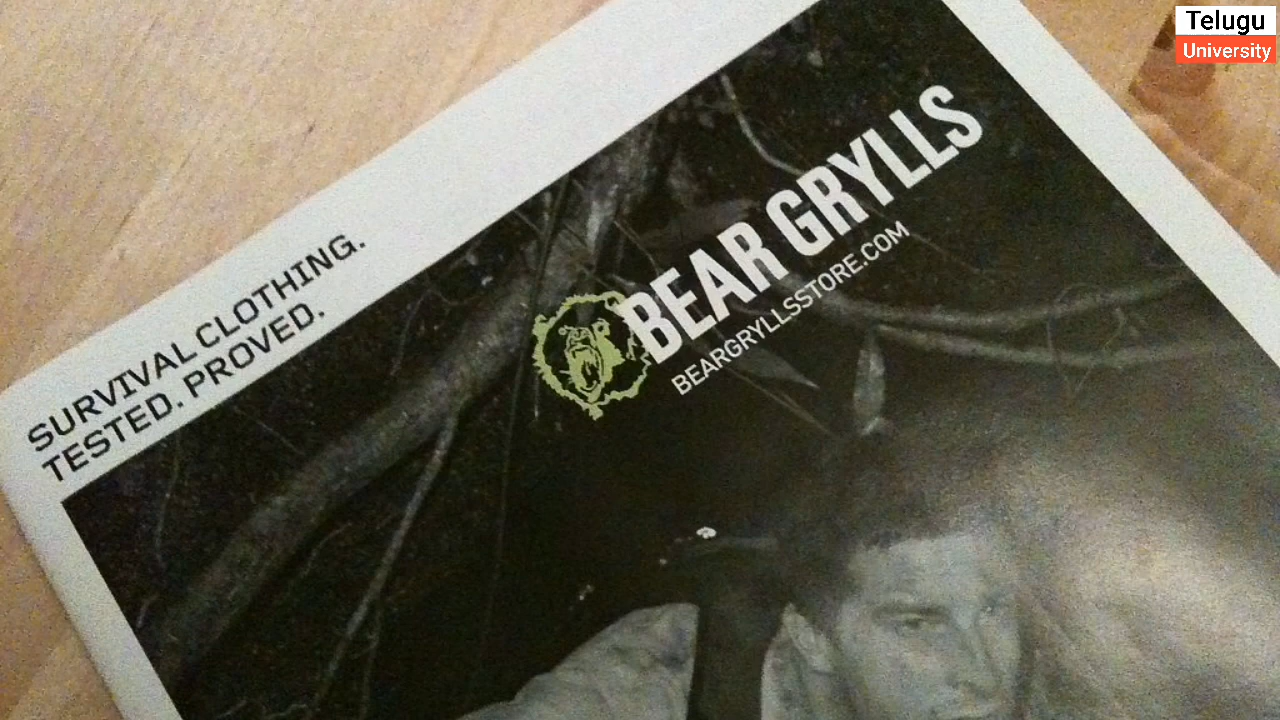 Telugu
University
SURVIVAL CLOTHING.
TESTED. PROVED.
BEAR GRYLLS
BEARGRYLLSSTORE.COM